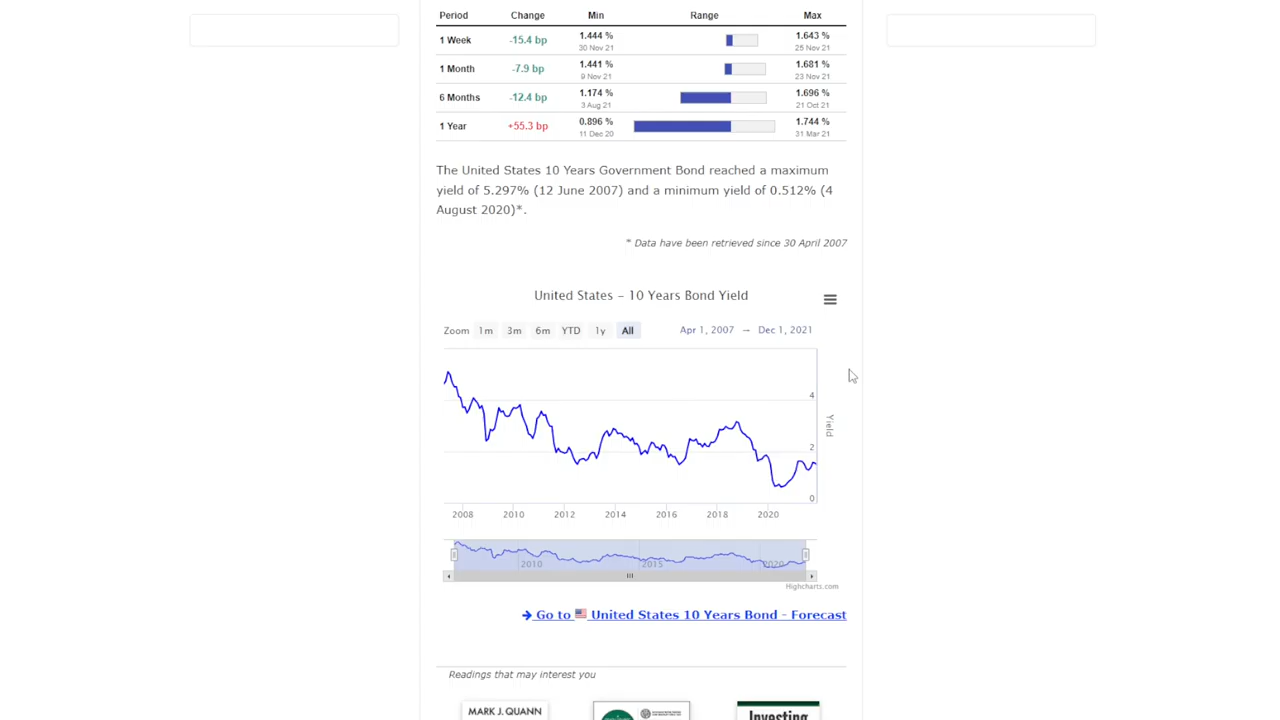 Period Change Min Range Max
1 Week -15.4 bp 1.444 % 1.643 %
30 Nov 21 25 Nov 21
1 Month -7.9 bp 1.441 % 1.681 %
9 Nov 21 23 Nov 21
6 Months -12.4 bp 1.174 % 1.696 %
3 Aug 21 21 Oct 21
1 Year +55.3 bp 0.896 % 1.744 %
11 Dec 20 31 Mar 21
The United States 10 Years Government Bond reached a maximum
yield of 5.297% (12 June 2007) and a minimum yield of 0.512% (4
August 2020)*.
* Data have been retrieved since 30 April 2007
United States – 10 Years Bond Yield
Zoom 1m 3m 6m YTD 1y All Apr 1, 2007 → Dec 1, 2021
4
Yield
2
0
2008 2010 2012 2014 2016 2018 2020
2010 2015 2020
Highcharts.com
→ Go to United States 10 Years Bond - Forecast
Readings that may interest you
MARK J. QUANN
Investing